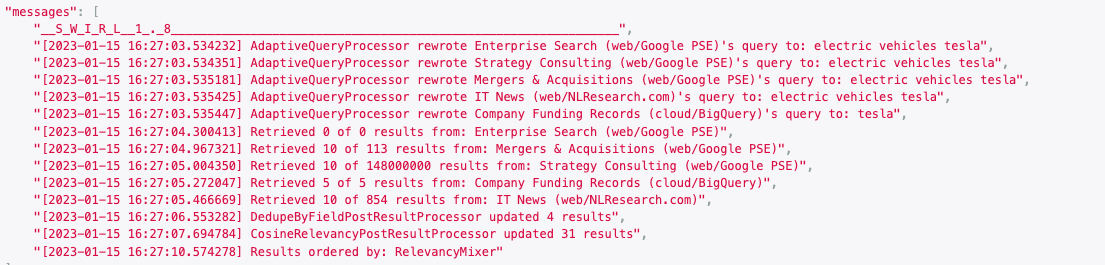 "messages": [
"__S_W_I_R_L__1_._8______________________________________________________________",
"[2023-01-15 16:27:03.534232] AdaptiveQueryProcessor rewrote Enterprise Search (web/Google PSE)'s query to: electric vehicles tesla",
"[2023-01-15 16:27:03.534351] AdaptiveQueryProcessor rewrote Strategy Consulting (web/Google PSE)'s query to: electric vehicles tesla",
"[2023-01-15 16:27:03.535181] AdaptiveQueryProcessor rewrote Mergers & Acquisitions (web/Google PSE)'s query to: electric vehicles tesla",
"[2023-01-15 16:27:03.535425] AdaptiveQueryProcessor rewrote IT News (web/NLResearch.com)'s query to: electric vehicles tesla",
"[2023-01-15 16:27:03.535447] AdaptiveQueryProcessor rewrote Company Funding Records (cloud/BigQuery)'s query to: tesla",
"[2023-01-15 16:27:04.300413] Retrieved 0 of 0 results from: Enterprise Search (web/Google PSE)",
"[2023-01-15 16:27:04.967321] Retrieved 10 of 113 results from: Mergers & Acquisitions (web/Google PSE)",
"[2023-01-15 16:27:05.004350] Retrieved 10 of 148000000 results from: Strategy Consulting (web/Google PSE)",
"[2023-01-15 16:27:05.272047] Retrieved 5 of 5 results from: Company Funding Records (cloud/BigQuery)",
"[2023-01-15 16:27:05.466669] Retrieved 10 of 854 results from: IT News (web/NLResearch.com)",
"[2023-01-15 16:27:06.553282] DedupeByFieldPostResultProcessor updated 4 results",
"[2023-01-15 16:27:07.694784] CosineRelevancyPostResultProcessor updated 31 results",
"[2023-01-15 16:27:10.574278] Results ordered by: RelevancyMixer"